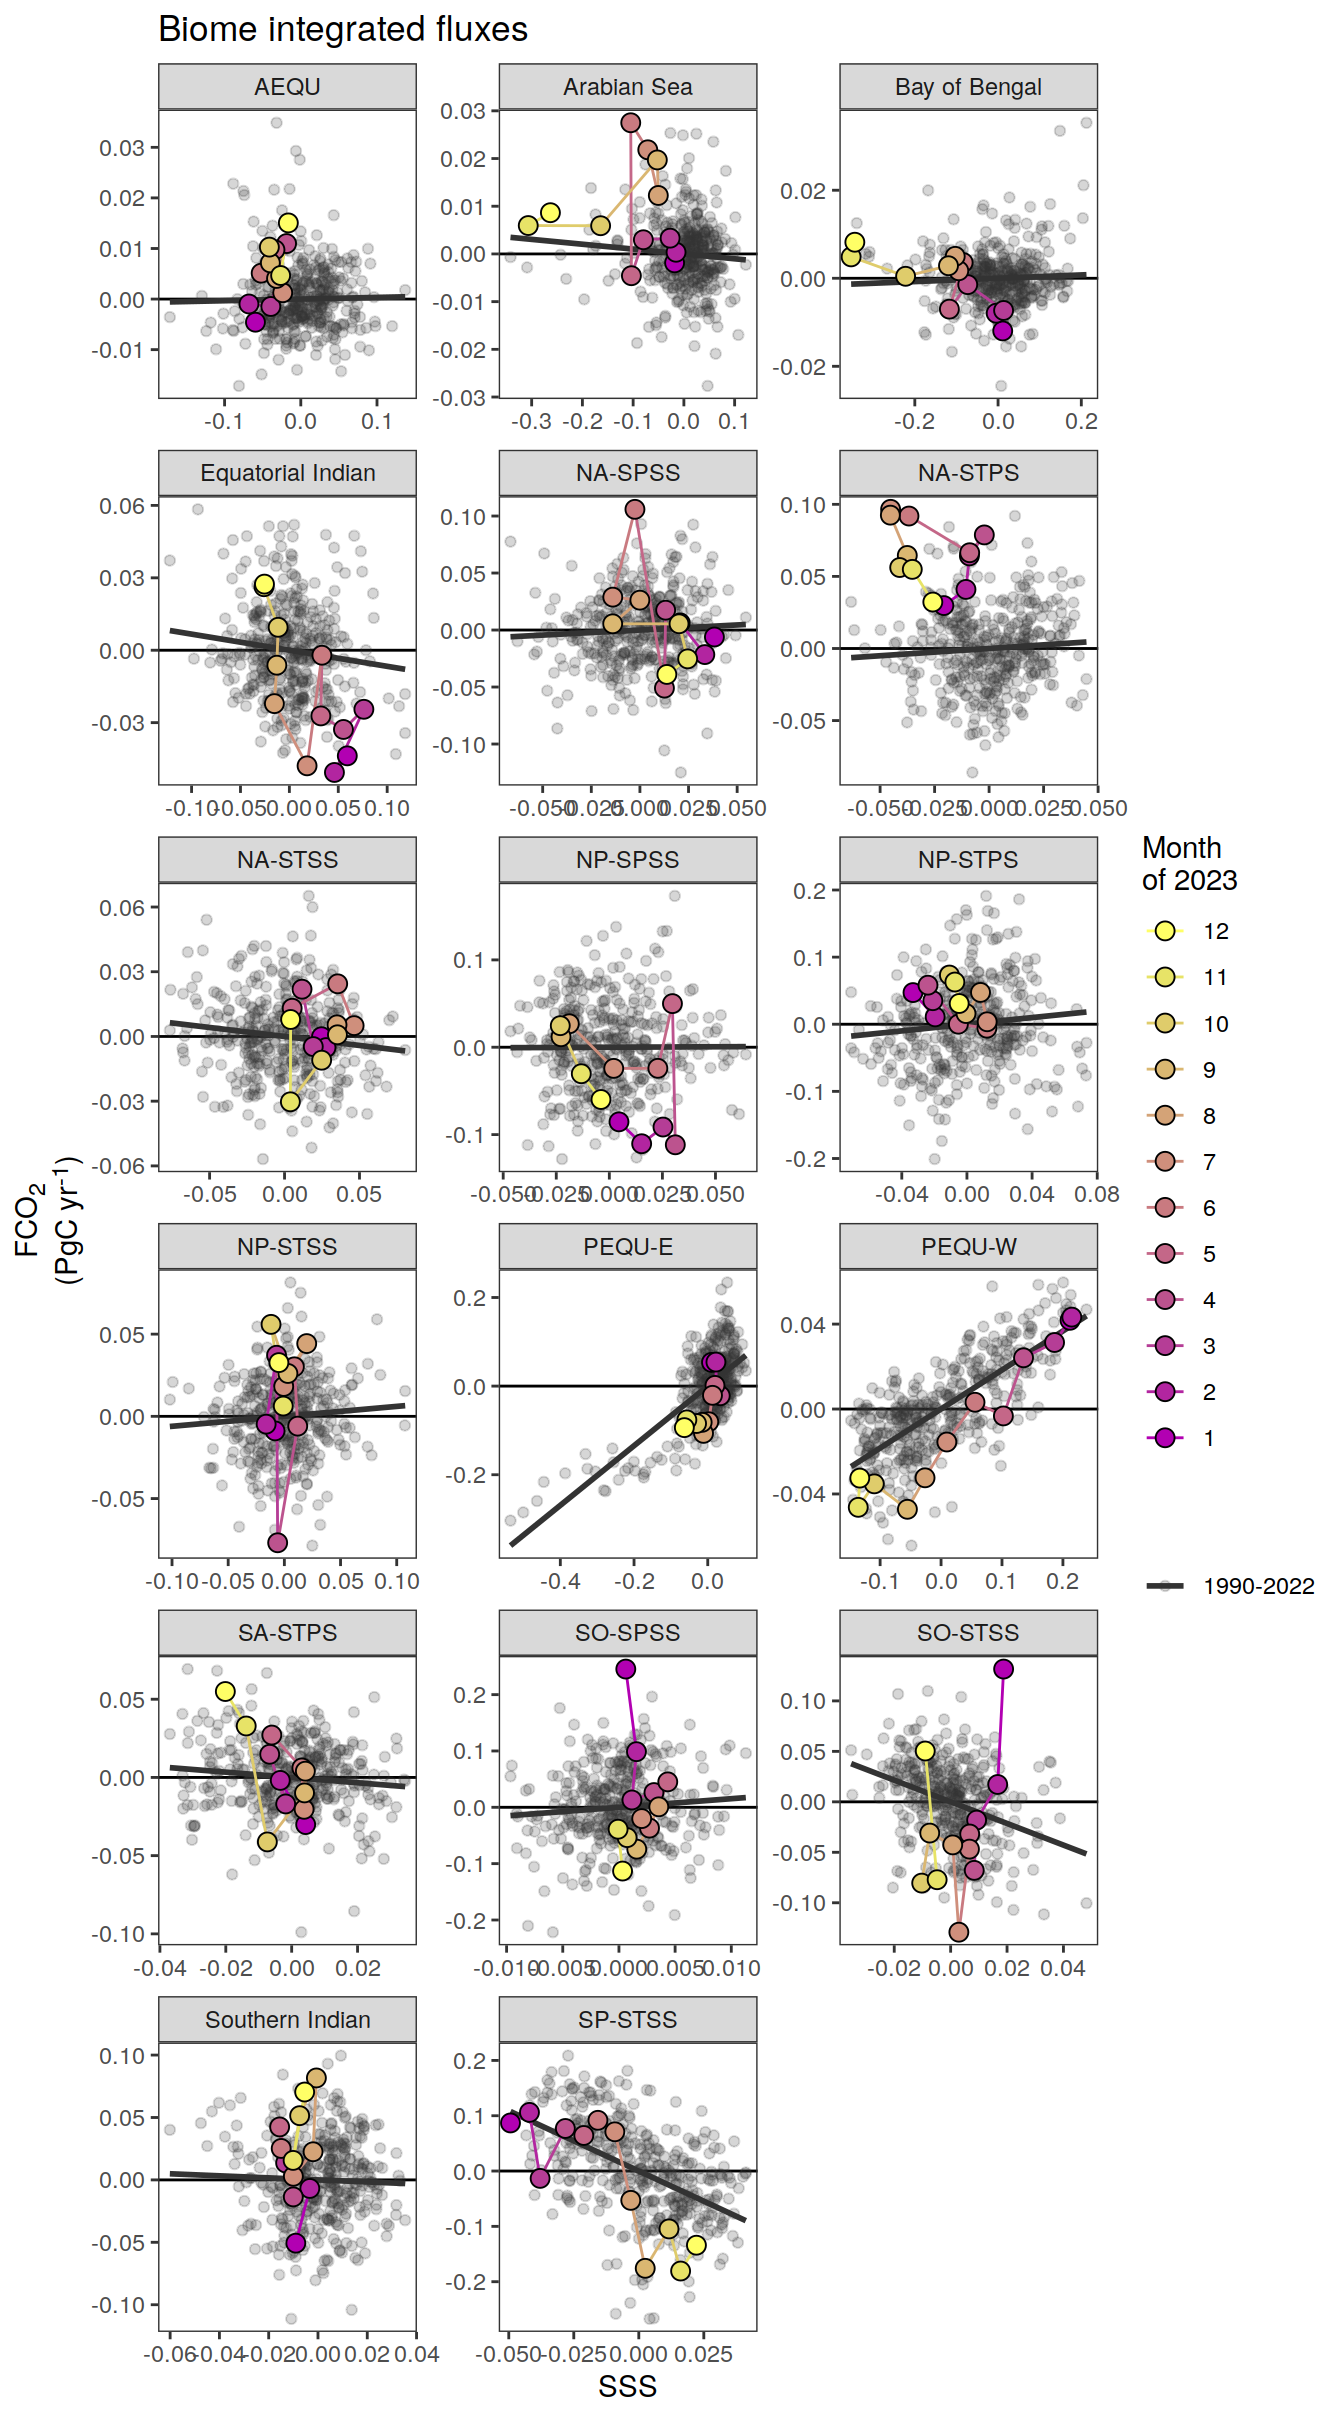 Biome integrated fluxes
AEQU
Arabian Sea
Bay of Bengal
0.03
0.02
0.01
0.00
-0.01
0.03
0.02
0.01
0.00
-0.01
-0.02
-0.03
0.02
0.00
-0.02
-0.1 0.0 0.1
-0.3 -0.2 -0.1 0.0 0.1
-0.2 0.0 0.2
Equatorial Indian
NA-SPSS
NA-STPS
0.06
0.03
0.00
-0.03
0.10
0.05
0.00
-0.05
-0.10
0.10
0.05
0.00
-0.05
-0.10 -0.05 0.00 0.05 0.10
-0.050 -0.025 0.000 0.025 0.050
-0.050 -0.025 0.000 0.025 0.050
NA-STSS
NP-SPSS
NP-STPS
0.06
0.03
0.00
-0.03
-0.06
0.1
0.0
-0.1
0.2
0.1
0.0
-0.1
-0.2
-0.05 0.00 0.05
-0.050 -0.025 0.000 0.025 0.050
-0.04 0.00 0.04 0.08
NP-STSS
PEQU-E
PEQU-W
0.05
0.00
-0.05
0.2
0.0
-0.2
0.04
0.00
-0.04
-0.10 -0.05 0.00 0.05 0.10
-0.4 -0.2 0.0
-0.1 0.0 0.1 0.2
SA-STPS
SO-SPSS
SO-STSS
0.05
0.00
-0.05
-0.10
0.2
0.1
0.0
-0.1
-0.2
0.10
0.05
0.00
-0.05
-0.10
-0.04 -0.02 0.00 0.02
-0.010 -0.005 0.000 0.005 0.010
-0.02 0.00 0.02 0.04
Southern Indian
SP-STSS
0.10
0.05
0.00
-0.05
-0.10
0.2
0.1
0.0
-0.1
-0.2
-0.06 -0.04 -0.02 0.00 0.02 0.04
-0.050 -0.025 0.000 0.025
SSS
FCO₂
(PgC yr⁻¹)
Month
of 2023
12
11
10
9
8
7
6
5
4
3
2
1
1990-2022